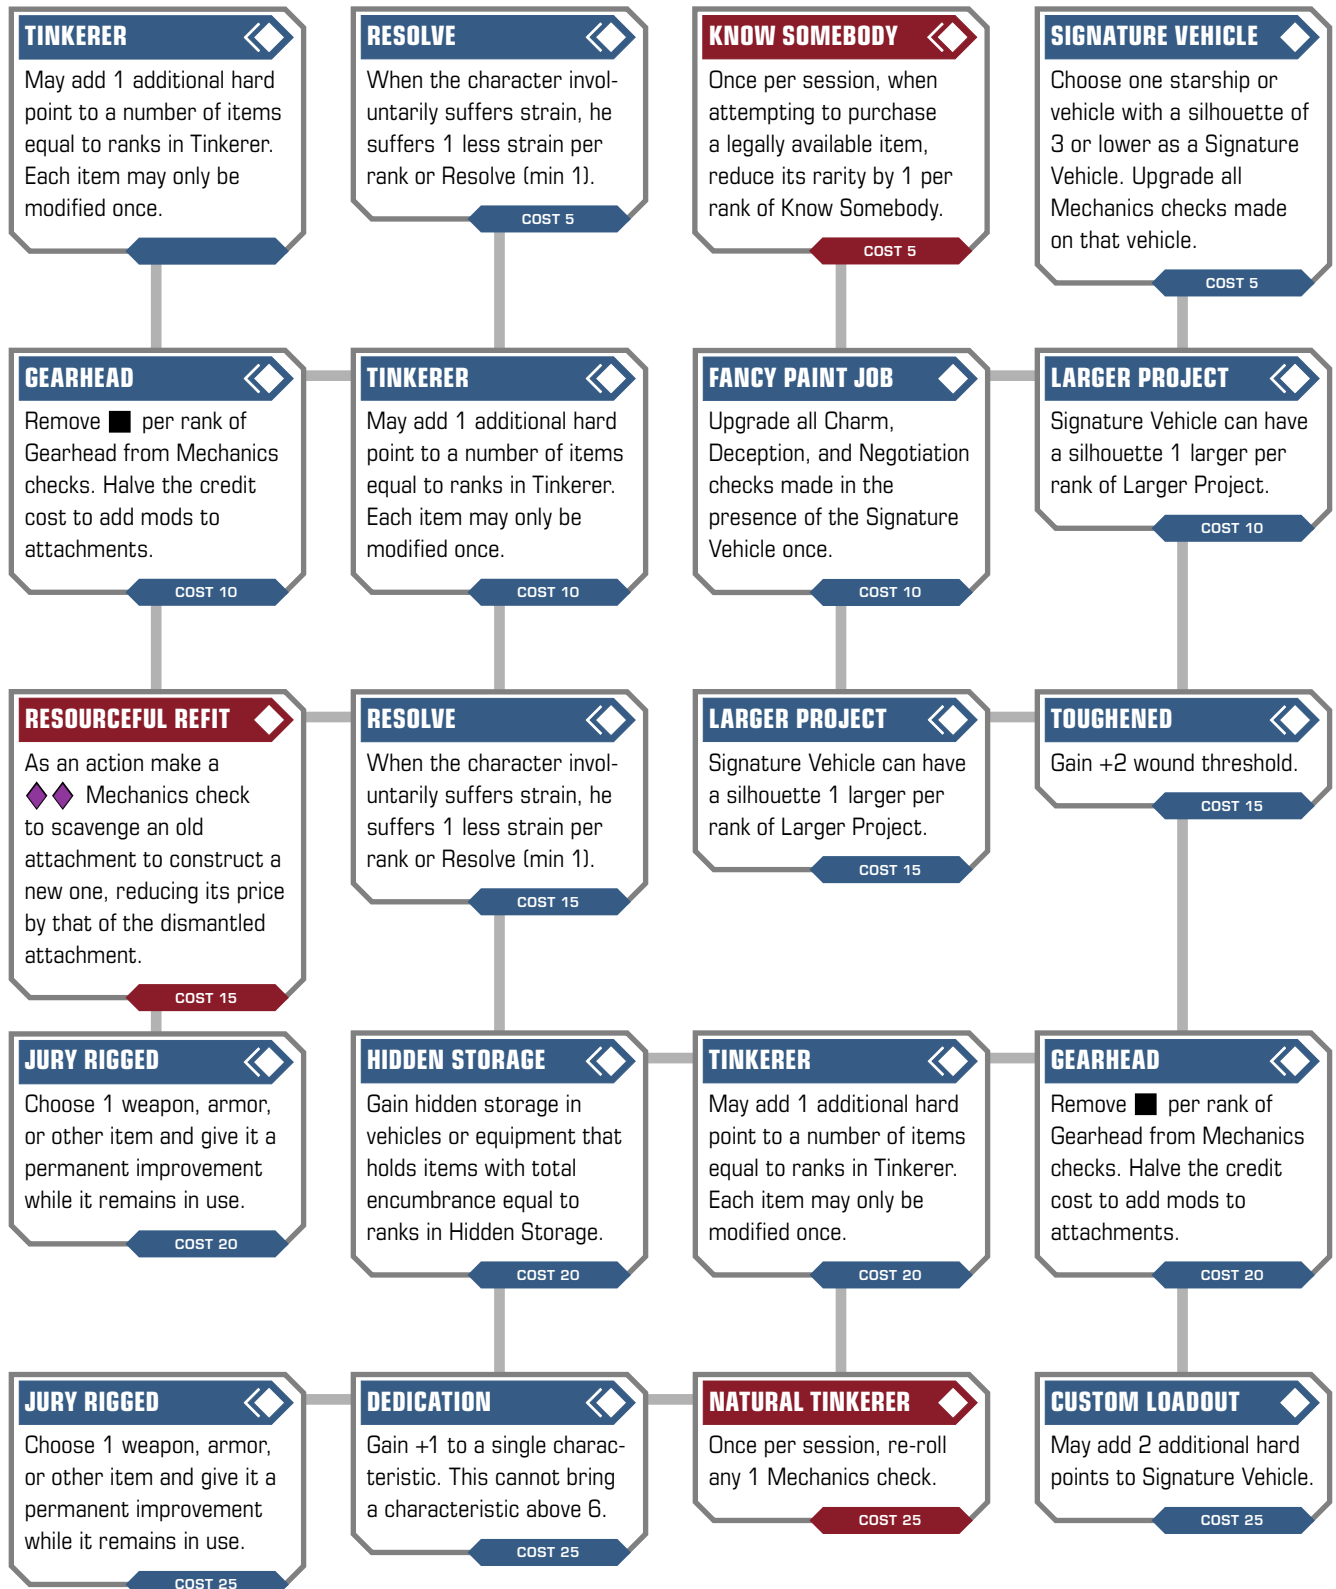 TINKERER
May add 1 additional hard
point to a number of items
equal to ranks in Tinkerer.
Each item may only be
modified once.
RESOLVE
When the character invol-
untarily suffers strain, he
suffers 1 less strain per
rank or Resolve (min 1).
COST 5
KNOW SOMEBODY
Once per session, when
attempting to purchase
a legally available item,
reduce its rarity by 1 per
rank of Know Somebody.
COST 5
SIGNATURE VEHICLE
Choose one starship or
vehicle with a silhouette of
3 or lower as a Signature
Vehicle. Upgrade all
Mechanics checks made
on that vehicle.
COST 5
GEARHEAD
Remove per rank of
Gearhead from Mechanics
checks. Halve the credit
cost to add mods to
attachments.
COST 10
TINKERER
May add 1 additional hard
point to a number of items
equal to ranks in Tinkerer.
Each item may only be
modified once.
COST 10
FANCY PAINT JOB
Upgrade all Charm,
Deception, and Negotiation
checks made in the
presence of the Signature
Vehicle once.
COST 10
LARGER PROJECT
Signature Vehicle can have
a silhouette 1 larger per
rank of Larger Project.
COST 10
RESOURCEFUL REFIT
As an action make a
Mechanics check
to scavenge an old
attachment to construct a
new one, reducing its price
by that of the dismantled
attachment.
COST 15
RESOLVE
When the character invol-
untarily suffers strain, he
suffers 1 less strain per
rank or Resolve (min 1).
COST 15
LARGER PROJECT
Signature Vehicle can have
a silhouette 1 larger per
rank of Larger Project.
COST 15
TOUGHENED
Gain +2 wound threshold.
COST 15
JURY RIGGED
Choose 1 weapon, armor,
or other item and give it a
permanent improvement
while it remains in use.
COST 20
HIDDEN STORAGE
Gain hidden storage in
vehicles or equipment that
holds items with total
encumbrance equal to
ranks in Hidden Storage.
COST 20
TINKERER
May add 1 additional hard
point to a number of items
equal to ranks in Tinkerer.
Each item may only be
modified once.
COST 20
GEARHEAD
Remove per rank of
Gearhead from Mechanics
checks. Halve the credit
cost to add mods to
attachments.
COST 20
JURY RIGGED
Choose 1 weapon, armor,
or other item and give it a
permanent improvement
while it remains in use.
COST 25
DEDICATION
Gain +1 to a single charac-
teristic. This cannot bring
a characteristic above 6.
COST 25
NATURAL TINKERER
Once per session, re-roll
any 1 Mechanics check.
COST 25
CUSTOM LOADOUT
May add 2 additional hard
points to Signature Vehicle.
COST 25